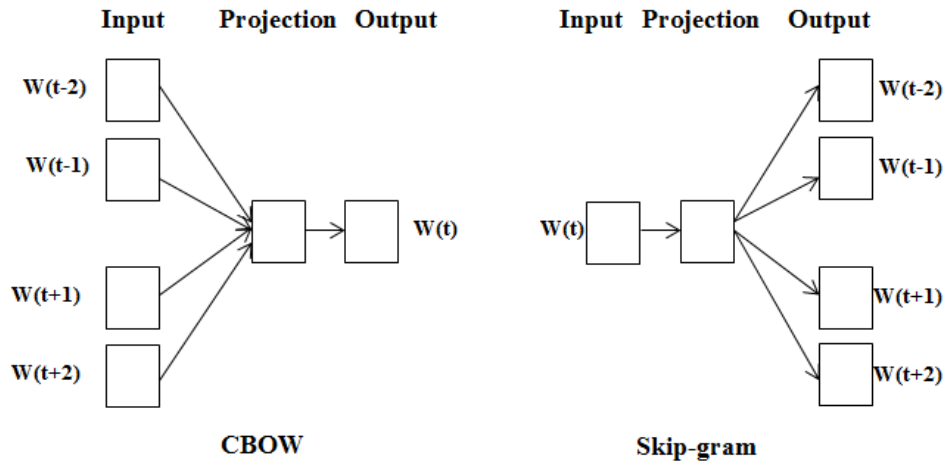 Input Projection Output
W(t-2)
W(t-1)
W(t)
W(t+1)
W(t+2)
CBOW
Input Projection Output
W(t-2)
W(t-1)
W(t)
W(t+1)
W(t+2)
Skip-gram